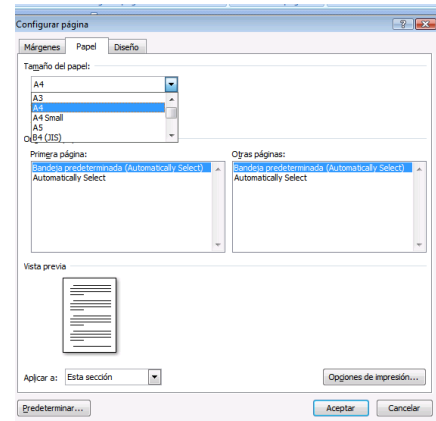 Configurar página
Márgenes Papel Diseño
Tamaño del papel:
A4
A3
A4
A4 Small
A5
B4 (JIS)
Primera página: Otras páginas:
Bandeja predeterminada (Automatically Select) Bandeja predeterminada (Automatically Select)
Automatically Select Automatically Select
Vista previa
Aplicar a: Esta sección Opciones de impresión...
Predeterminar... Aceptar Cancelar